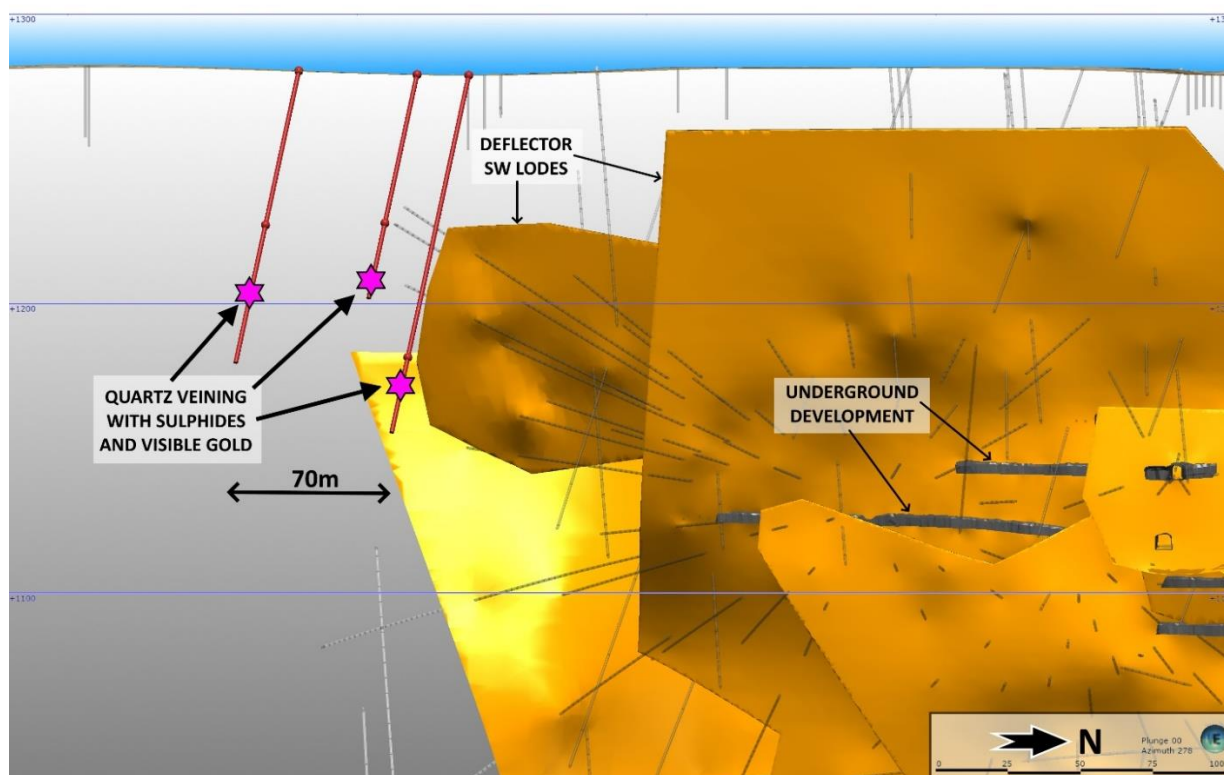 +1300
+13
DEFLECTOR
SW LODES
+1200
QUARTZ VEINING
WITH SULPHIDES
AND VISIBLE GOLD
UNDERGROUND
DEVELOPMENT
70m
+1100
N
Plunge 00
Azimuth 278
E
0 25 50 75 100